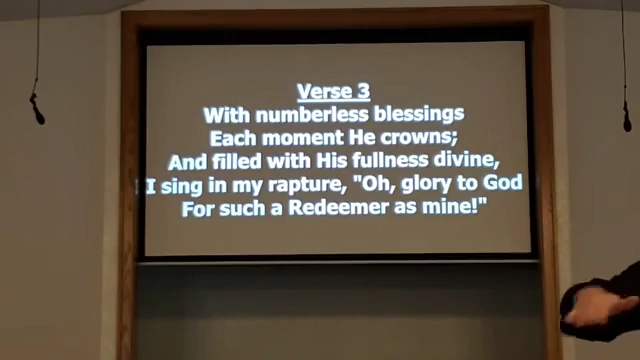 Verse 3
With numberless blessings
Each moment He crowns;
And filled with His fullness divine,
I sing in my rapture, "Oh, glory to God
For such a Redeemer as mine!"